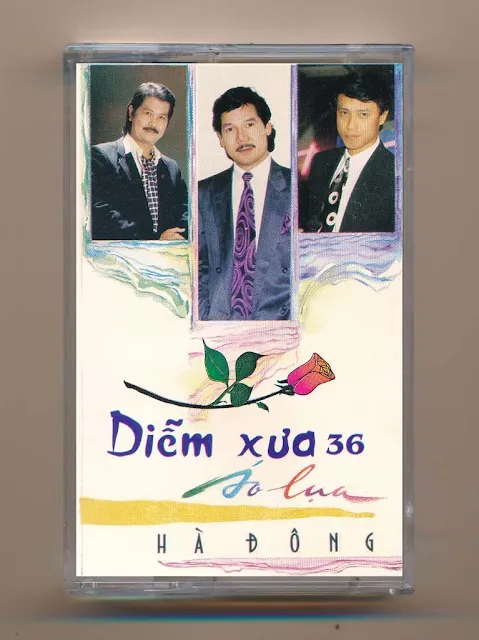 Diễm xưa 36
Áo lụa
HÀ ĐÔNG